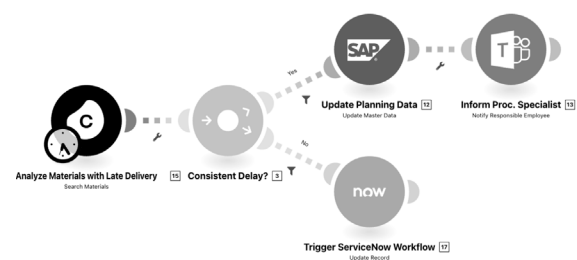 Yes
SAP
T
Update Planning Data 12
Update Master Data
Inform Proc. Specialist 13
Notify Responsible Employee
C
Analyze Materials with Late Delivery 15
Search Materials
Consistent Delay? 3
No
now
Trigger ServiceNow Workflow 17
Update Record